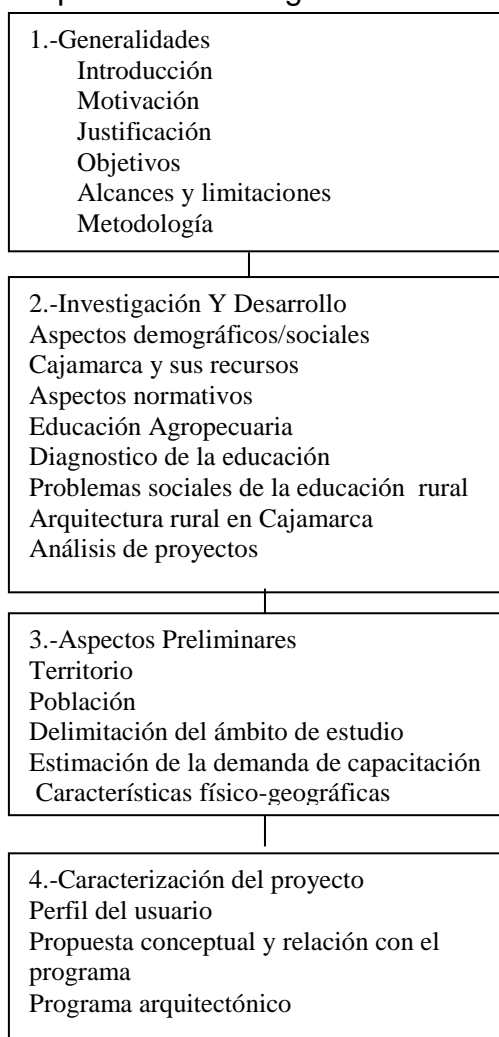 1.-Generalidades
Introducción
Motivación
Justificación
Objetivos
Alcances y limitaciones
Metodología
2.-Investigación Y Desarrollo
Aspectos demográficos/sociales
Cajamarca y sus recursos
Aspectos normativos
Educación Agropecuaria
Diagnostico de la educación
Problemas sociales de la educación rural
Arquitectura rural en Cajamarca
Análisis de proyectos
3.-Aspectos Preliminares
Territorio
Población
Delimitación del ámbito de estudio
Estimación de la demanda de capacitación
Características físico-geográficas
4.-Caracterización del proyecto
Perfil del usuario
Propuesta conceptual y relación con el
programa
Programa arquitectónico